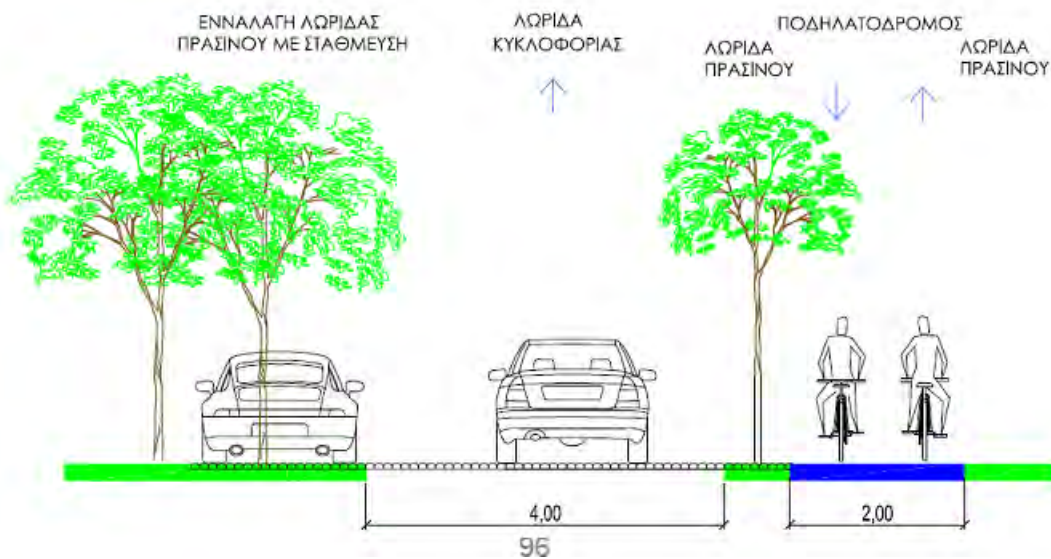 ΕΝΝΑΛΑΓΗ ΛΩΡΙΔΑΣ
ΠΡΑΣΙΝΟΥ ΜΕ ΣΤΑΘΜΕΥΣΗ
ΛΩΡΙΔΑ
ΚΥΚΛΟΦΟΡΙΑΣ
ΠΟΔΗΛΑΤΟΔΡΟΜΟΣ
ΛΩΡΙΔΑ
ΠΡΑΣΙΝΟΥ
ΛΩΡΙΔΑ
ΠΡΑΣΙΝΟΥ
4,00
2,00
96